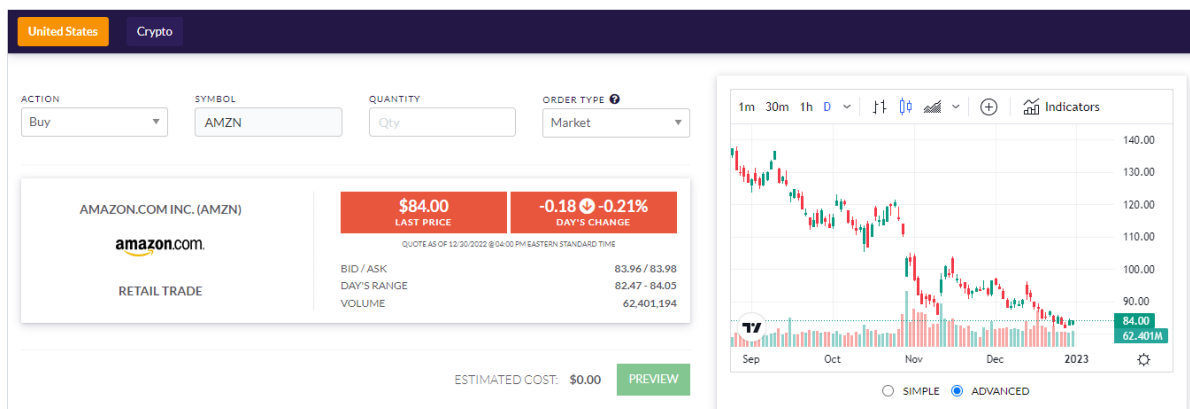 United States Crypto
ACTION SYMBOL QUANTITY ORDER TYPE ?
Buy AMZN Qty Market
AMAZON.COM INC. (AMZN)
amazon.com.
RETAIL TRADE
$84.00
LAST PRICE
-0.18 -0.21%
DAY'S CHANGE
QUOTE AS OF 12/30/2022 @ 04:00 PM EASTERN STANDARD TIME
BID / ASK 83.96 / 83.98
DAY'S RANGE 82.47 - 84.05
VOLUME 62,401,194
ESTIMATED COST: $0.00 PREVIEW
1m 30m 1h D Indicators
140.00
130.00
120.00
110.00
100.00
90.00
84.00
62.401M
Sep Oct Nov Dec 2023
SIMPLE ADVANCED